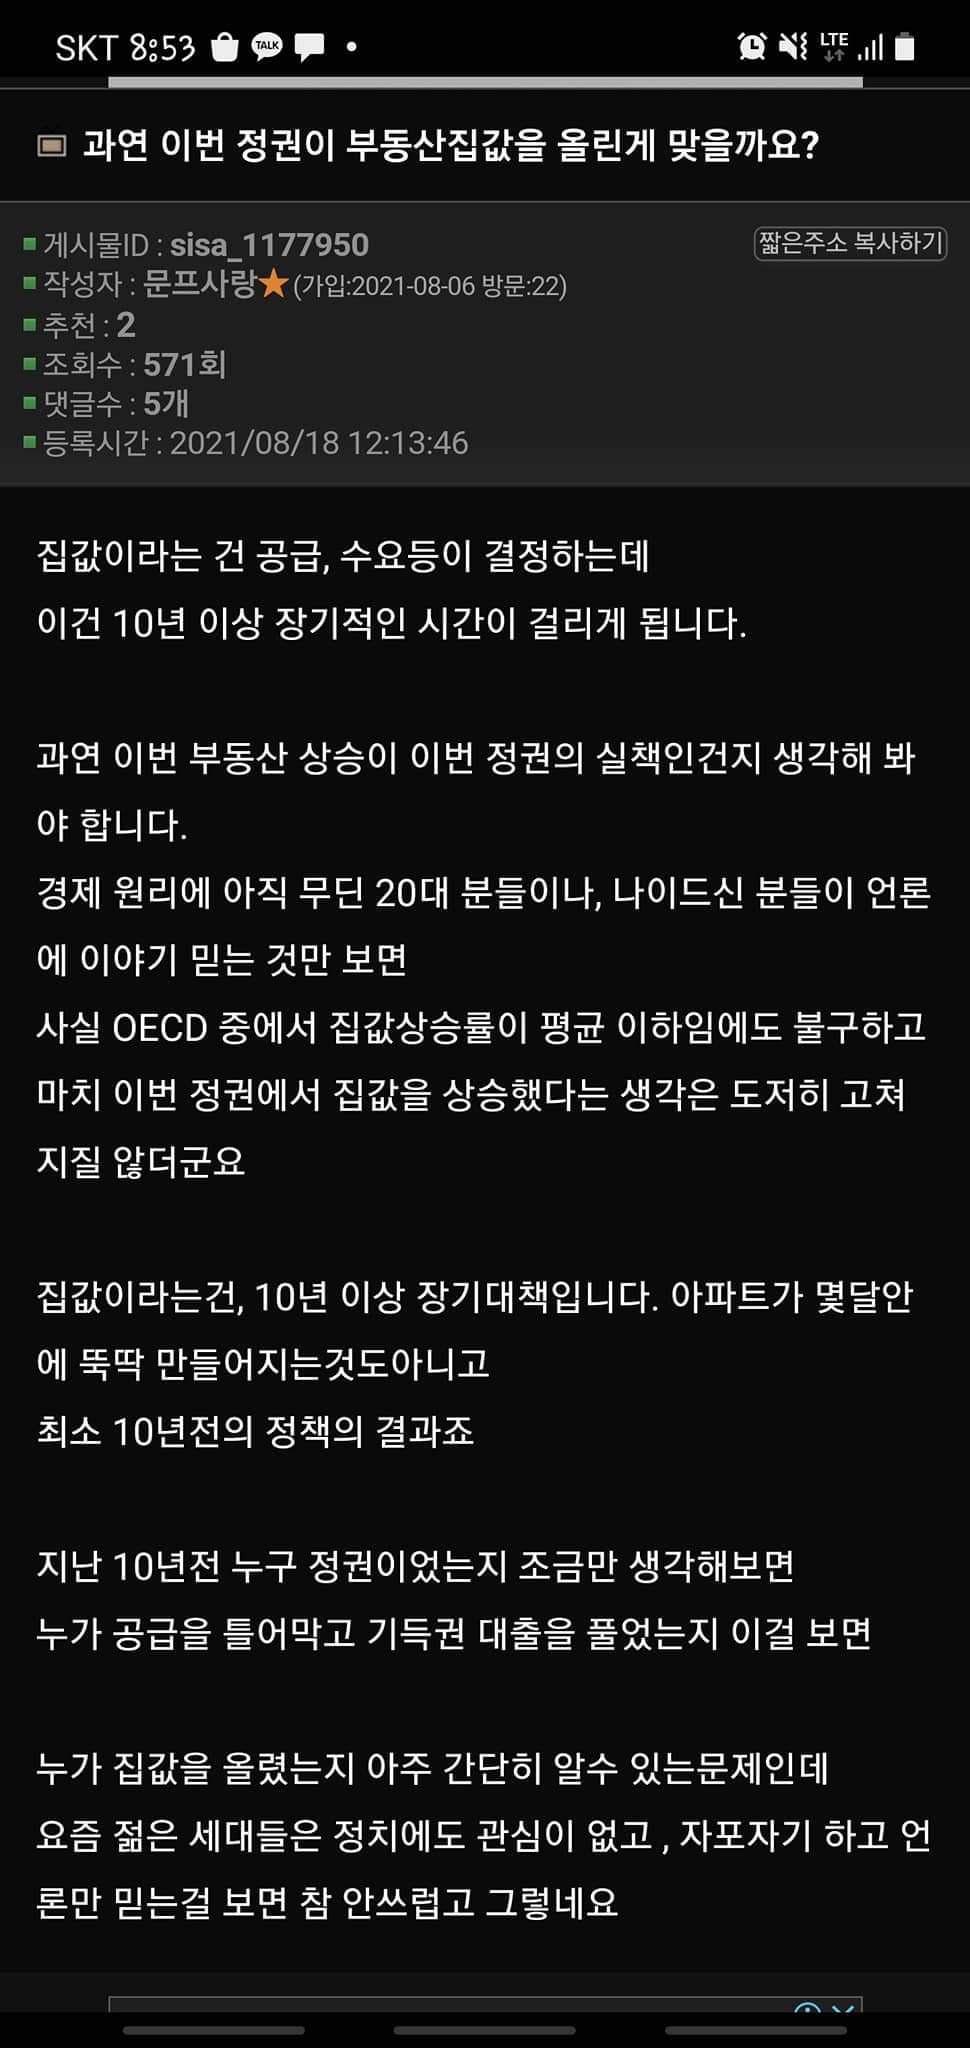 SKT 8:53 TALK LTE
과연 이번 정권이 부동산집값을 올린게 맞을까요?
게시물ID : sisa_1177950 짧은주소 복사하기
작성자 : 문프사랑★(가입:2021-08-06 방문:22)
추천 : 2
조회수 : 571회
댓글수 : 5개
등록시간 : 2021/08/18 12:13:46
집값이라는 건 공급, 수요등이 결정하는데
이건 10년 이상 장기적인 시간이 걸리게 됩니다.
과연 이번 부동산 상승이 이번 정권의 실책인건지 생각해 봐
야 합니다.
경제 원리에 아직 무딘 20대 분들이나, 나이드신 분들이 언론
에 이야기 믿는 것만 보면
사실 OECD 중에서 집값상승률이 평균 이하임에도 불구하고
마치 이번 정권에서 집값을 상승했다는 생각은 도저히 고쳐
지질 않더군요
집값이라는건, 10년 이상 장기대책입니다. 아파트가 몇달안
에 뚝딱 만들어지는것도아니고
최소 10년전의 정책의 결과죠
지난 10년전 누구 정권이었는지 조금만 생각해보면
누가 공급을 틀어막고 기득권 대출을 풀었는지 이걸 보면
누가 집값을 올렸는지 아주 간단히 알수 있는문제인데
요즘 젊은 세대들은 정치에도 관심이 없고 , 자포자기 하고 언
론만 믿는걸 보면 참 안쓰럽고 그렇네요